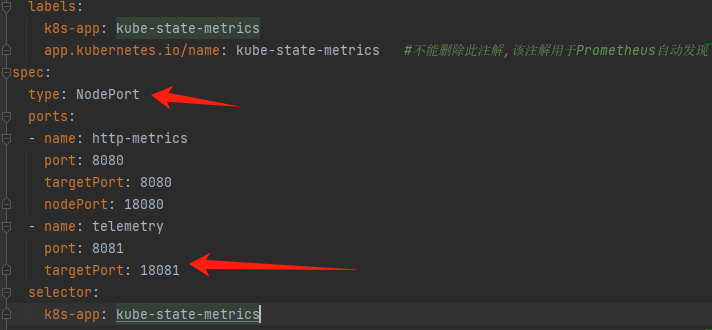 labels:
k8s-app: kube-state-metrics
app.kubernetes.io/name: kube-state-metrics   #不能删除此注解,该注解用于Prometheus自动发现
spec:
type: NodePort
ports:
- name: http-metrics
port: 8080
targetPort: 8080
nodePort: 18080
- name: telemetry
port: 8081
targetPort: 18081
selector:
k8s-app: kube-state-metrics